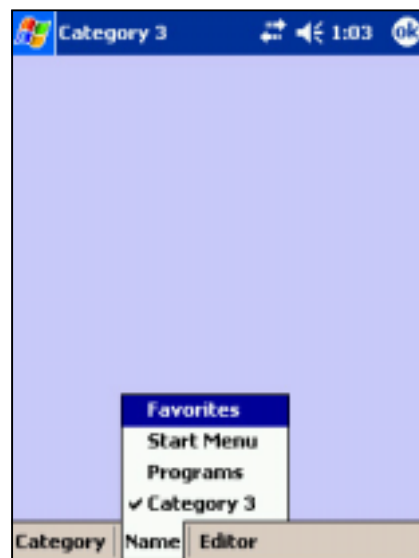 Category 3 1:03 ok
Favorites
Start Menu
Programs
Category 3
Category Name Editor